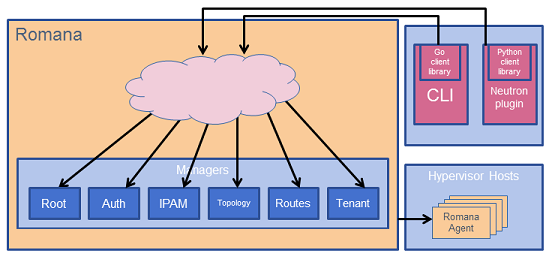 Romana
Managers
Root
Auth
IPAM
Topology
Routes
Tenant
Go
client
library
CLI
Python
client
library
Neutron
plugin
Hypervisor Hosts
Romana
Agent